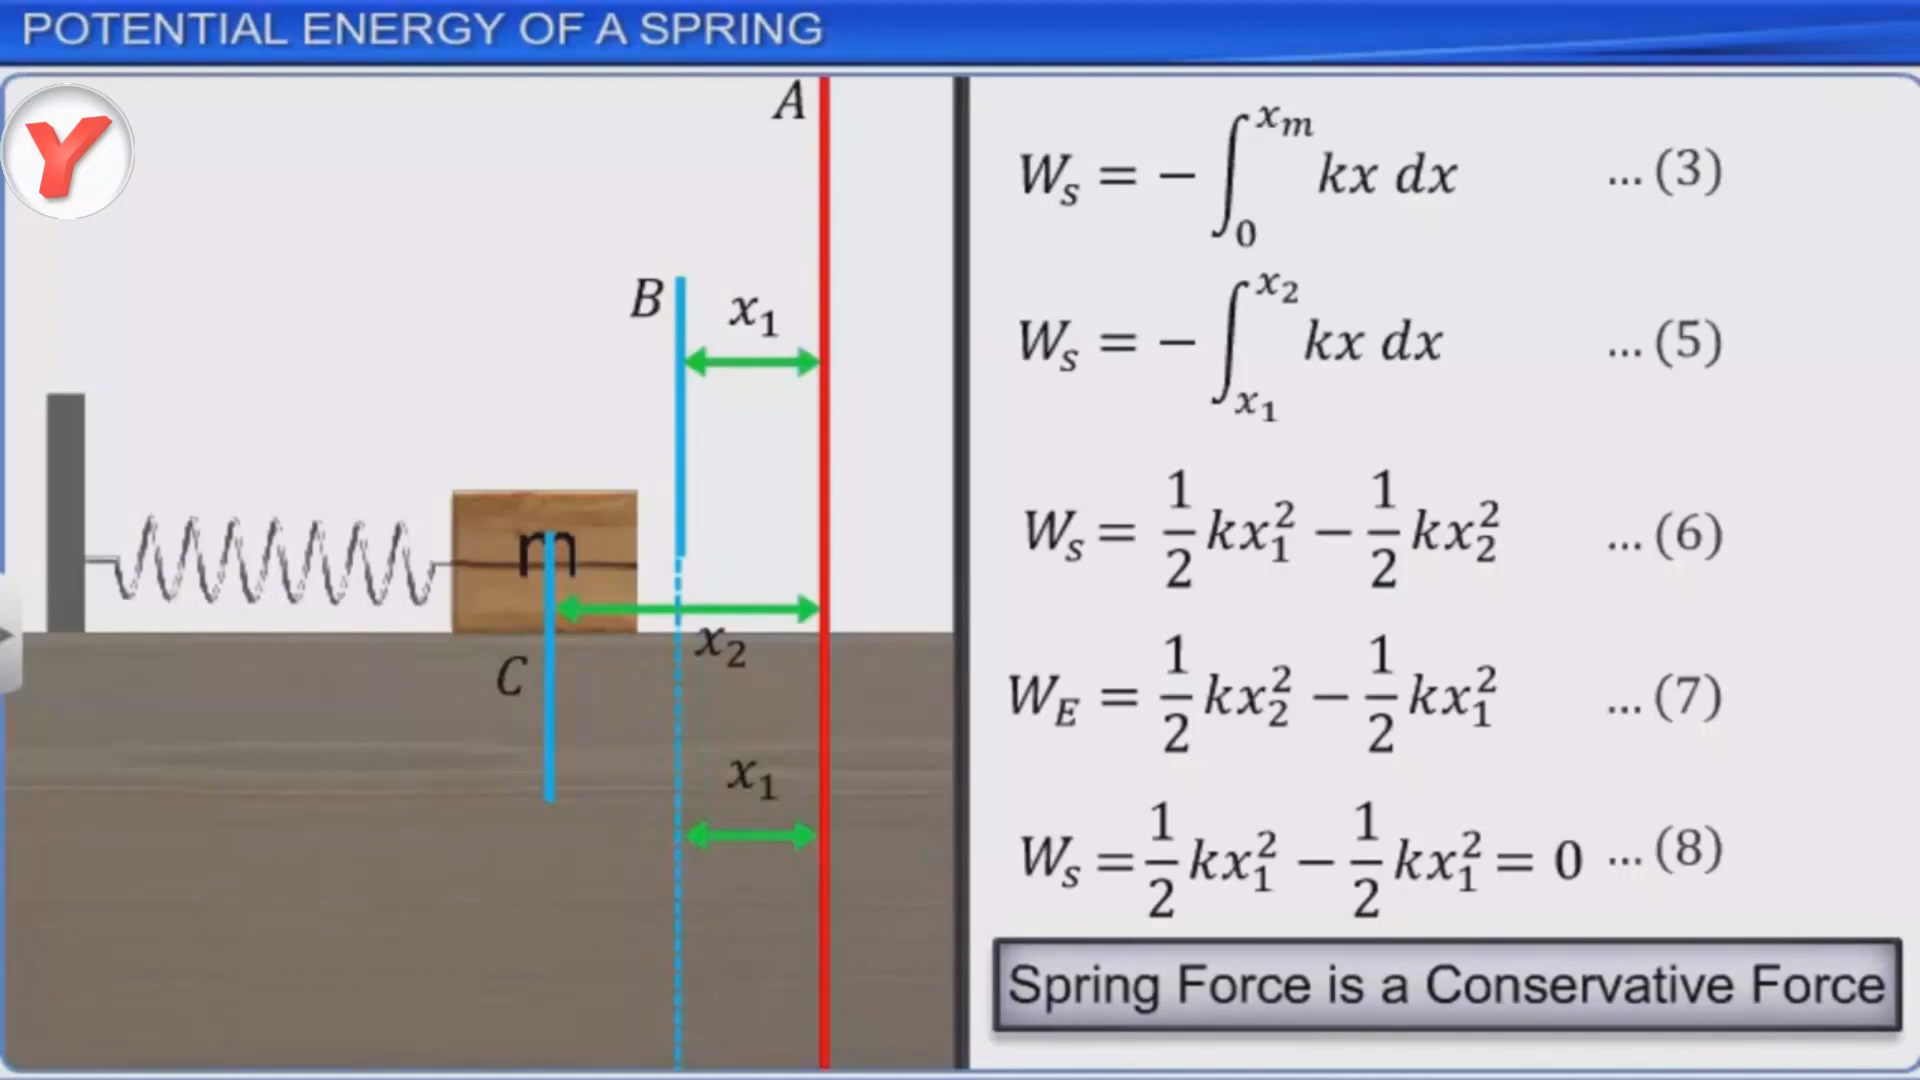 POTENTIAL ENERGY OF A SPRING
Y
A
B
x₁
m
x₂
C
x₁
Wₛ = − ∫₀^{xₘ} kx dx ... (3)
Wₛ = − ∫_{x₁}^{x₂} kx dx ... (5)
Wₛ = 1/2 kx₁² − 1/2 kx₂² ... (6)
W_E = 1/2 kx₂² − 1/2 kx₁² ... (7)
Wₛ = 1/2 kx₁² − 1/2 kx₁² = 0 ... (8)
Spring Force is a Conservative Force